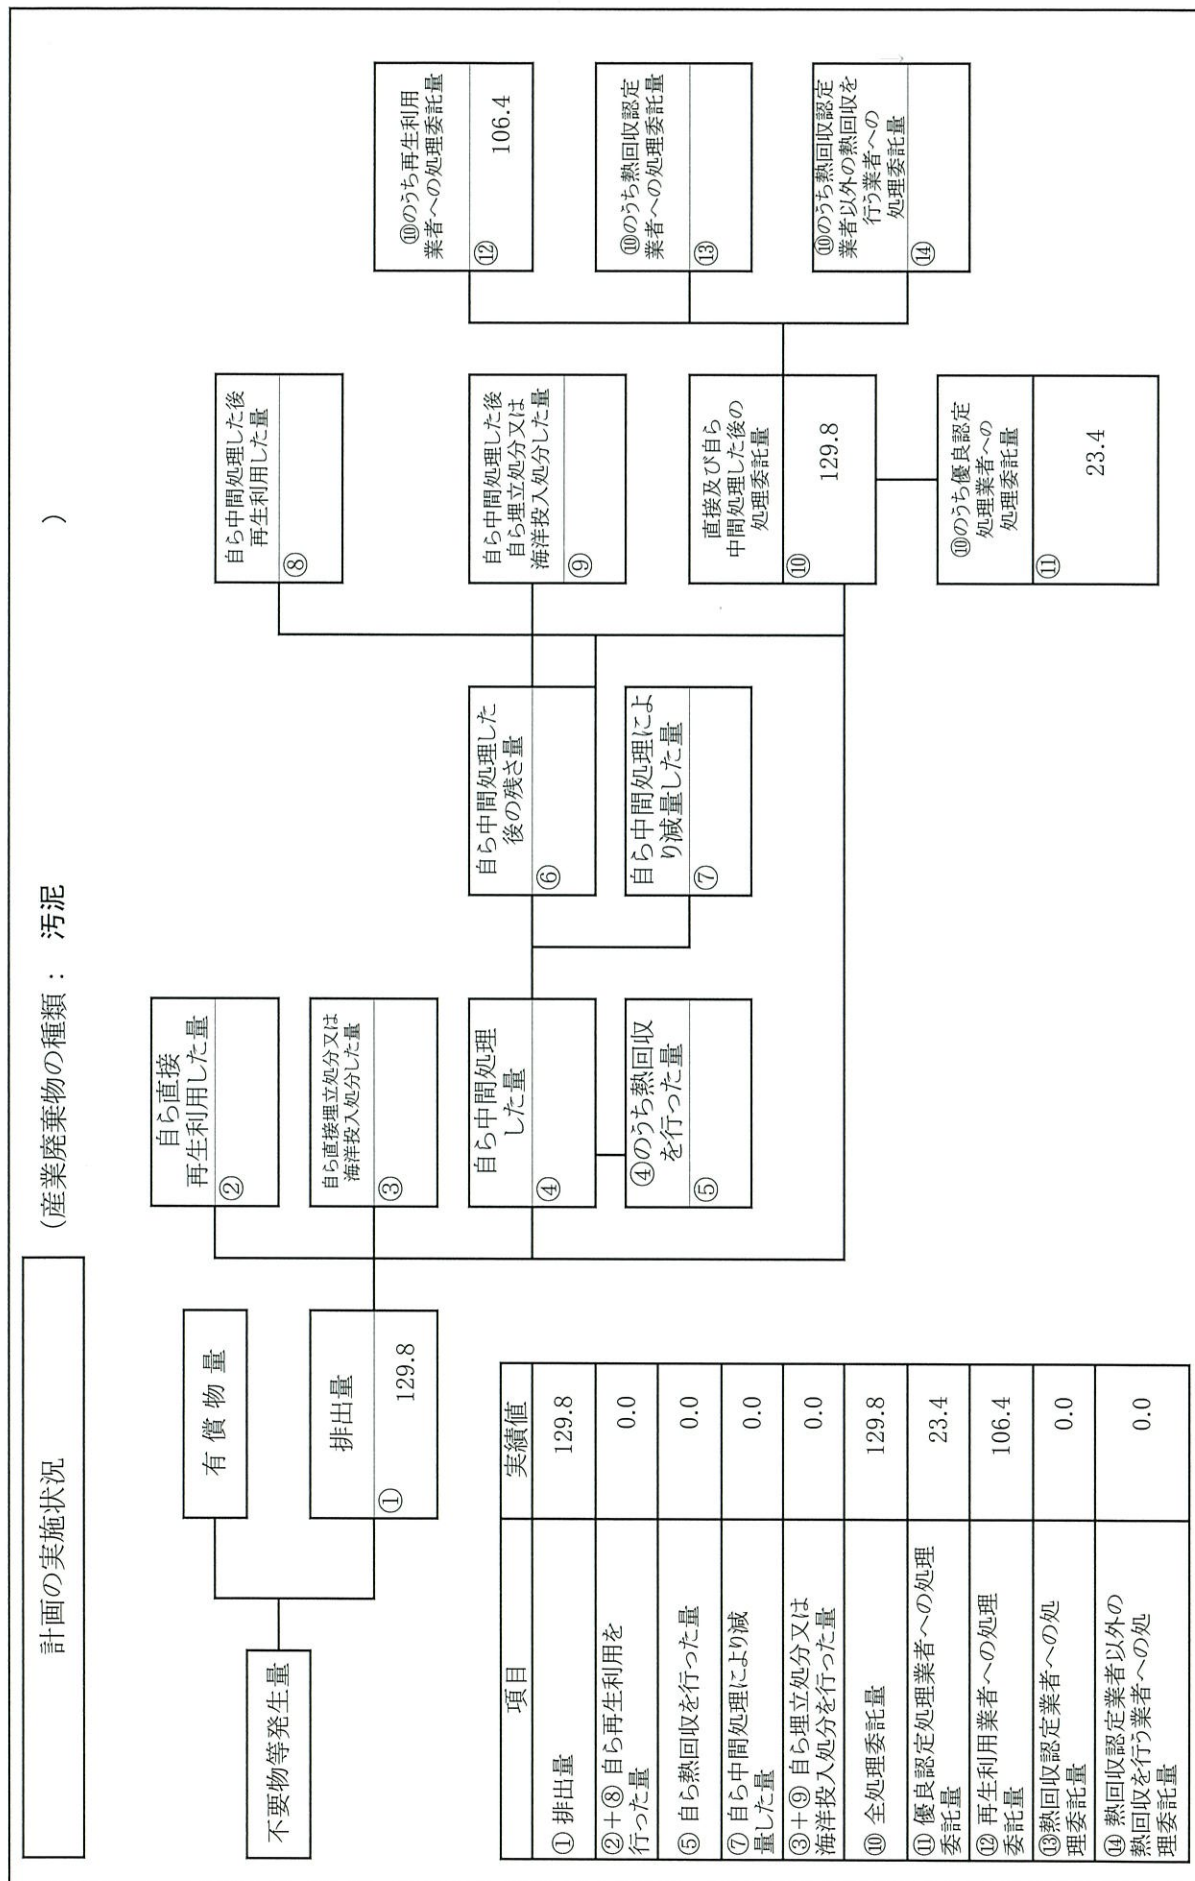 計画の実施状況
(産業廃棄物の種類： 汚泥 )
不要物等発生量
有 償 物 量
排出量
①
129.8
自ら直接
再生利用した量
②
自ら直接埋立処分又は
海洋投入処分した量
③
自ら中間処理
した量
④
④のうち熱回収
を行った量
⑤
自ら中間処理した
後の残さ量
⑥
自ら中間処理によ
り減量した量
⑦
自ら中間処理した後
再生利用した量
⑧
自ら中間処理した後
自ら埋立処分又は
海洋投入処分した量
⑨
直接及び自ら
中間処理した後の
処理委託量
⑩
129.8
⑩のうち優良認定
処理業者への
処理委託量
⑪
23.4
⑩のうち再生利用
業者への処理委託量
⑫
106.4
⑩のうち熱回収認定
業者への処理委託量
⑬
⑩のうち熱回収認定
業者以外の熱回収を
行う業者への
処理委託量
⑭
項目 実績値
① 排出量 129.8
②+⑧ 自ら再生利用を
行った量 0.0
⑤ 自ら熱回収を行った量 0.0
⑦ 自ら中間処理により減
量した量 0.0
③+⑨ 自ら埋立処分又は
海洋投入処分を行った量 0.0
⑩ 全処理委託量 129.8
⑪ 優良認定処理業者への処理
委託量 23.4
⑫ 再生利用業者への処理
委託量 106.4
⑬熱回収認定業者への処
理委託量 0.0
⑭ 熱回収認定業者以外の
熱回収を行う業者への処
理委託量 0.0